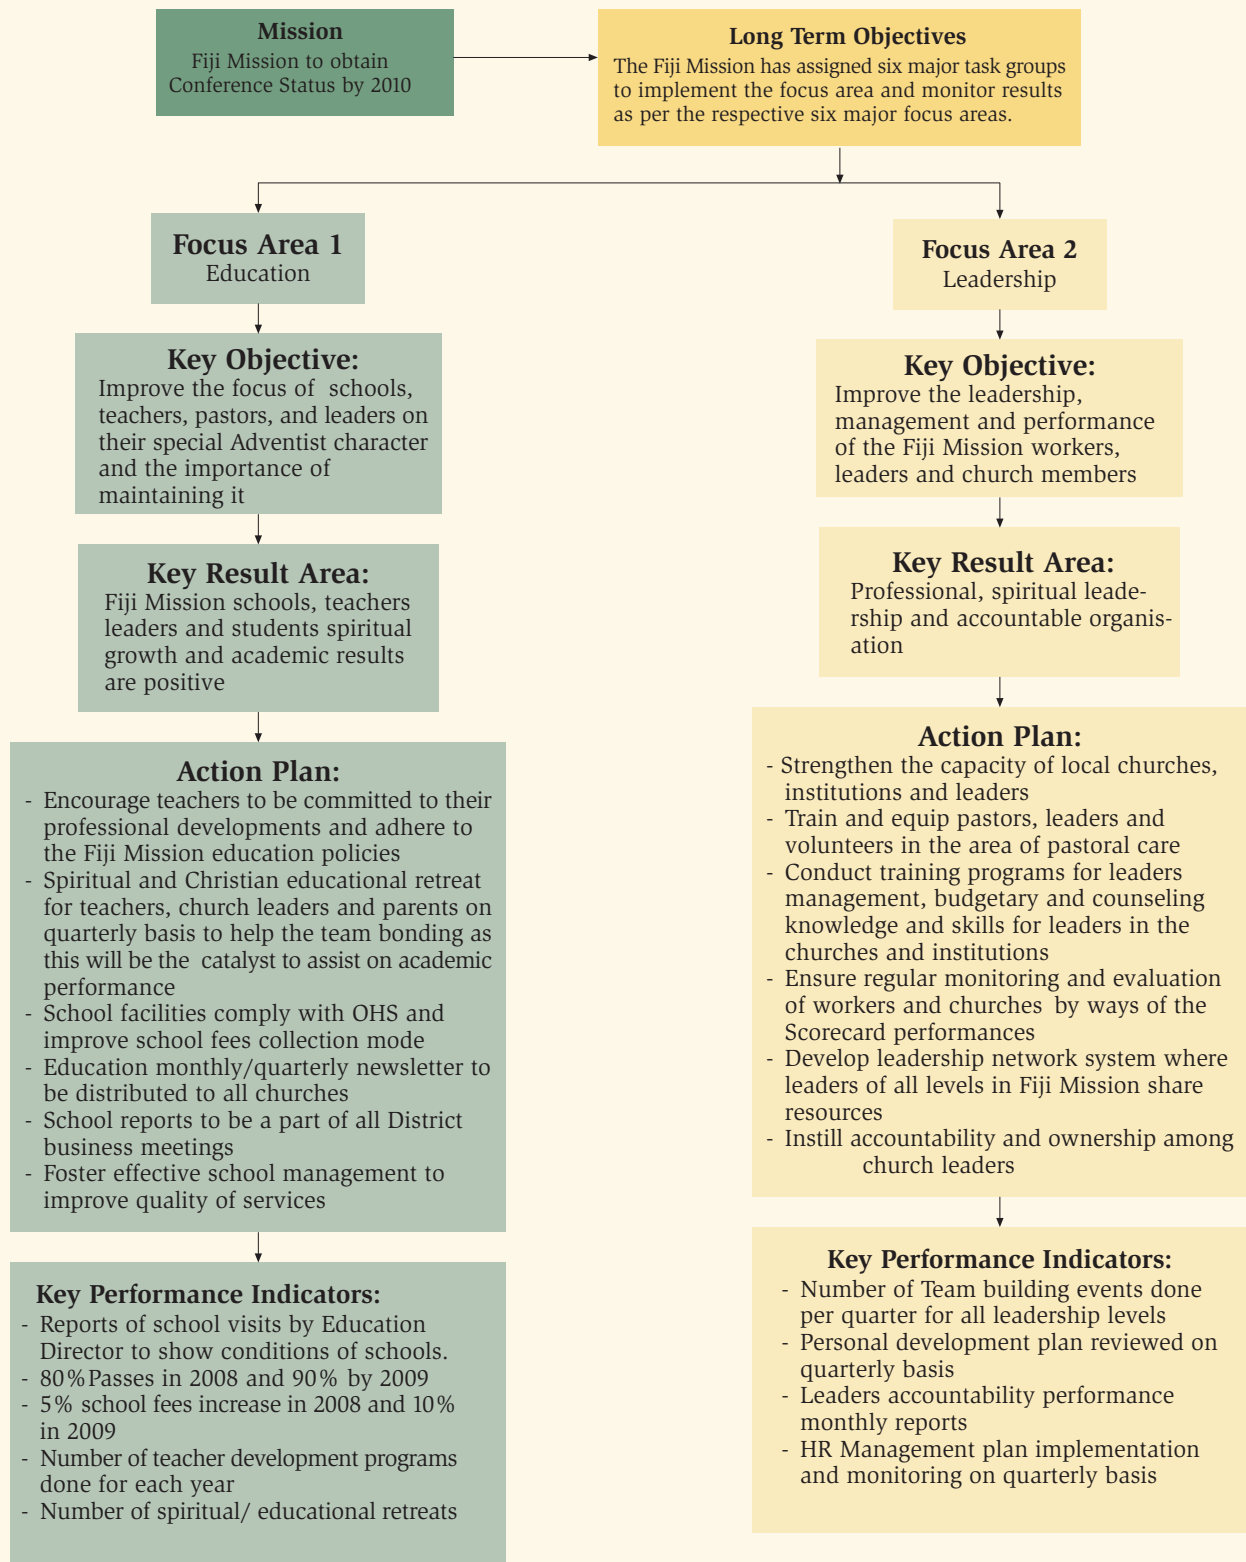 Mission
Fiji Mission to obtain
Conference Status by 2010
Long Term Objectives
The Fiji Mission has assigned six major task groups
to implement the focus area and monitor results
as per the respective six major focus areas.
Focus Area 1
Education
Key Objective:
Improve the focus of schools,
teachers, pastors, and leaders on
their special Adventist character
and the importance of
maintaining it
Key Result Area:
Fiji Mission schools, teachers
leaders and students spiritual
growth and academic results
are positive
Action Plan:
- Encourage teachers to be committed to their
professional developments and adhere to
the Fiji Mission education policies
- Spiritual and Christian educational retreat
for teachers, church leaders and parents on
quarterly basis to help the team bonding as
this will be the catalyst to assist on academic
performance
- School facilities comply with OHS and
improve school fees collection mode
- Education monthly/quarterly newsletter to
be distributed to all churches
- School reports to be a part of all District
business meetings
- Foster effective school management to
improve quality of services
Key Performance Indicators:
- Reports of school visits by Education
Director to show conditions of schools.
- 80%Passes in 2008 and 90% by 2009
- 5% school fees increase in 2008 and 10%
in 2009
- Number of teacher development programs
done for each year
- Number of spiritual/ educational retreats
Focus Area 2
Leadership
Key Objective:
Improve the leadership,
management and performance
of the Fiji Mission workers,
leaders and church members
Key Result Area:
Professional, spiritual leade-
rship and accountable organis-
ation
Action Plan:
- Strengthen the capacity of local churches,
institutions and leaders
- Train and equip pastors, leaders and
volunteers in the area of pastoral care
- Conduct training programs for leaders
management, budgetary and counseling
knowledge and skills for leaders in the
churches and institutions
- Ensure regular monitoring and evaluation
of workers and churches by ways of the
Scorecard performances
- Develop leadership network system where
leaders of all levels in Fiji Mission share
resources
- Instill accountability and ownership among
church leaders
Key Performance Indicators:
- Number of Team building events done
per quarter for all leadership levels
- Personal development plan reviewed on
quarterly basis
- Leaders accountability performance
monthly reports
- HR Management plan implementation
and monitoring on quarterly basis